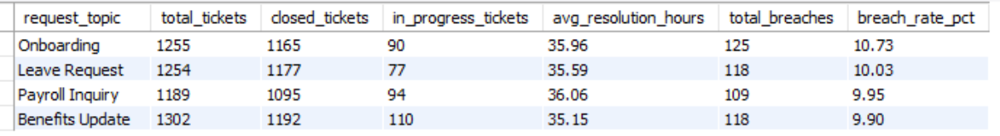 request_topic total_tickets closed_tickets in_progress_tickets avg_resolution_hours total_breaches breach_rate_pct
Onboarding 1255 1165 90 35.96 125 10.73
Leave Request 1254 1177 77 35.59 118 10.03
Payroll Inquiry 1189 1095 94 36.06 109 9.95
Benefits Update 1302 1192 110 35.15 118 9.90